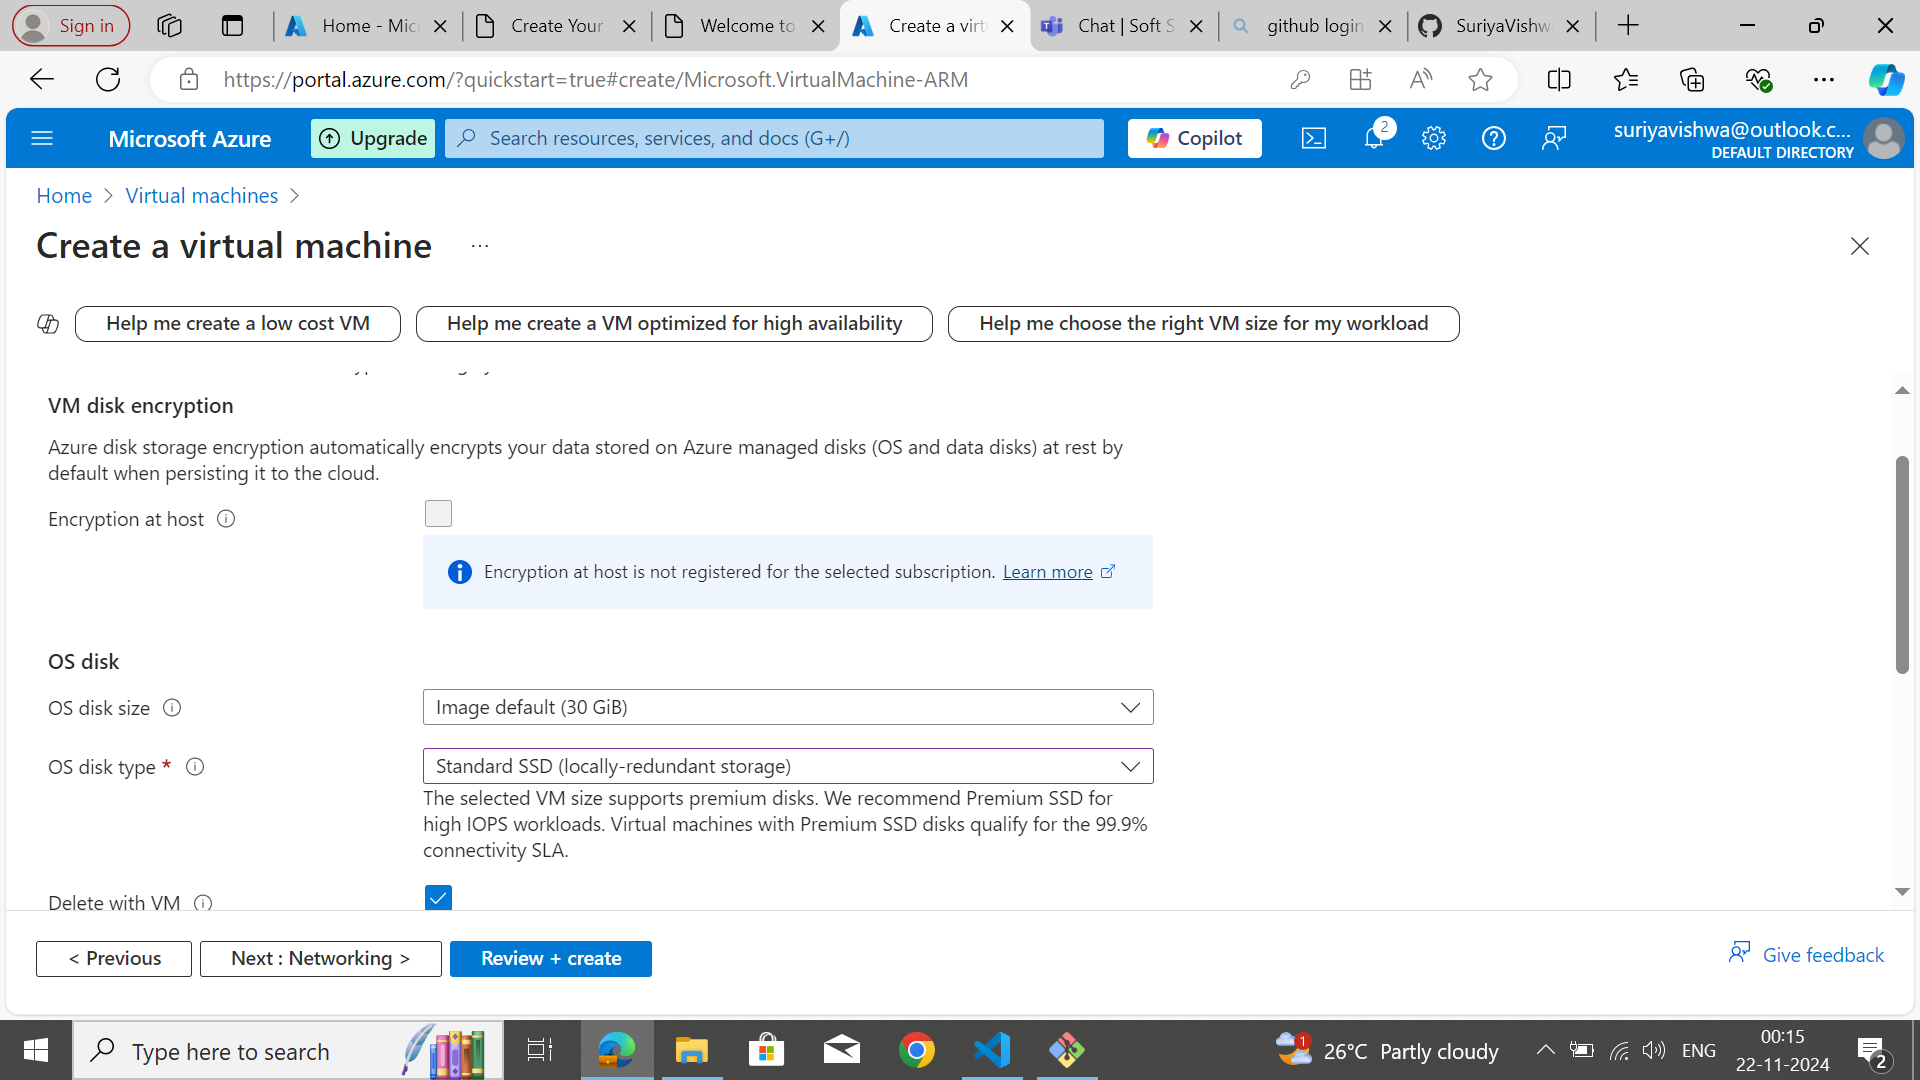 Sign in
Home - Mic
Create Your
Welcome to
Create a virt
Chat | Soft S
github login
SuriyaVishw
https://portal.azure.com/?quickstart=true#create/Microsoft.VirtualMachine-ARM
Microsoft Azure
Upgrade
Search resources, services, and docs (G+/)
Copilot
2
suriyavishwa@outlook.c...
DEFAULT DIRECTORY
Home > Virtual machines >
Create a virtual machine ...
Help me create a low cost VM
Help me create a VM optimized for high availability
Help me choose the right VM size for my workload
VM disk encryption
Azure disk storage encryption automatically encrypts your data stored on Azure managed disks (OS and data disks) at rest by
default when persisting it to the cloud.
Encryption at host
Encryption at host is not registered for the selected subscription. Learn more
OS disk
OS disk size
Image default (30 GiB)
OS disk type *
Standard SSD (locally-redundant storage)
The selected VM size supports premium disks. We recommend Premium SSD for
high IOPS workloads. Virtual machines with Premium SSD disks qualify for the 99.9%
connectivity SLA.
Delete with VM
< Previous
Next : Networking >
Review + create
Give feedback
Type here to search
1
26°C Partly cloudy
ENG
00:15
22-11-2024
2